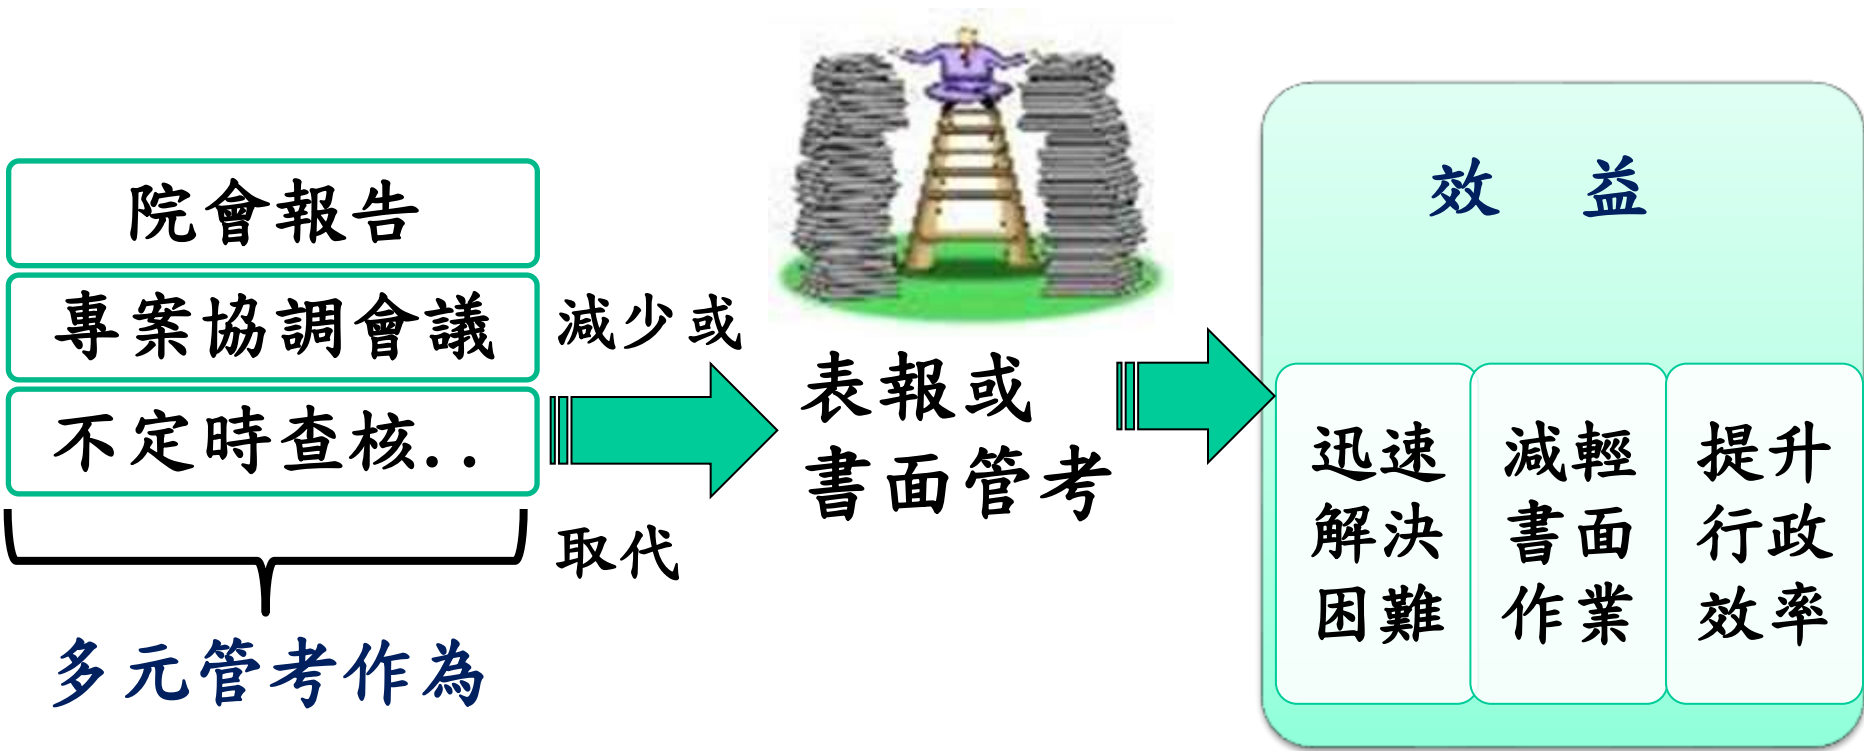 院會報告
專案協調會議
不定時查核..
多元管考作為
減少或
取代
表報或
書面管考
效 益
迅速
解決
困難
減輕
書面
作業
提升
行政
效率